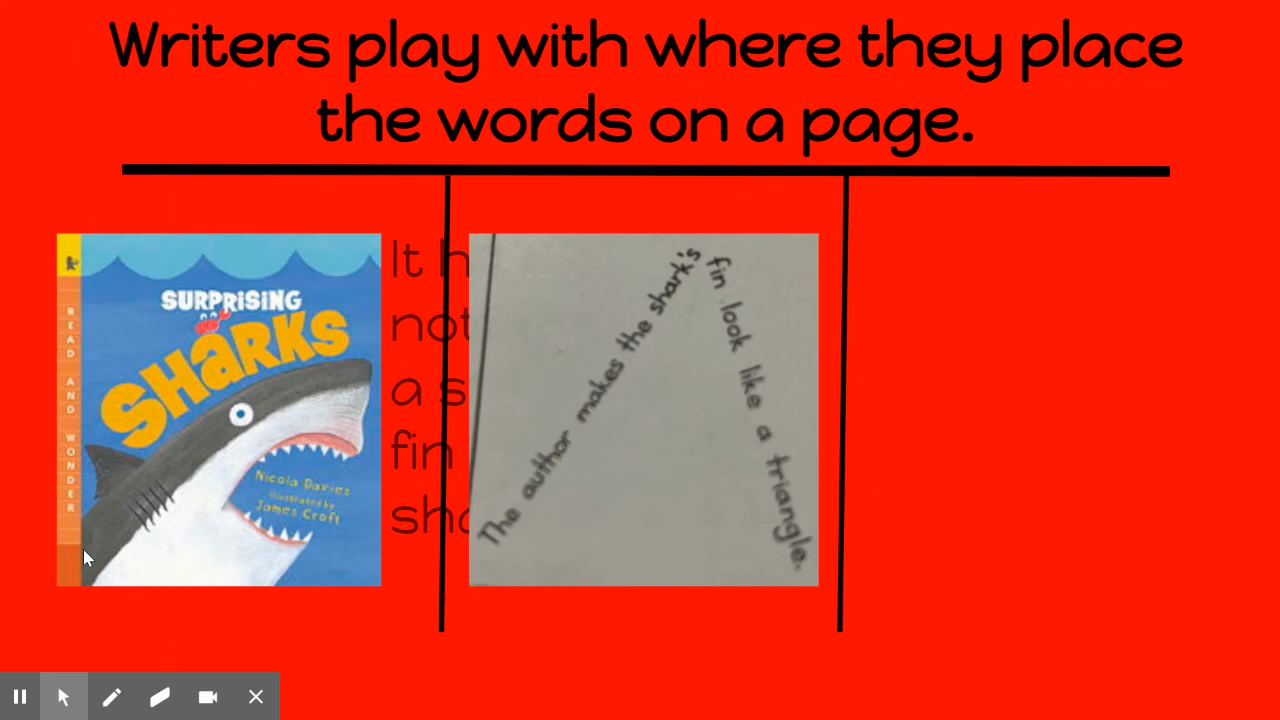 Writers play with where they place
the words on a page.
READ AND WONDER
SURPRISING
SHARKS
Nicola Davies
illustrated by
James Croft
It h
not
a s
fin
The author makes the shark's
fin look like a triangle.